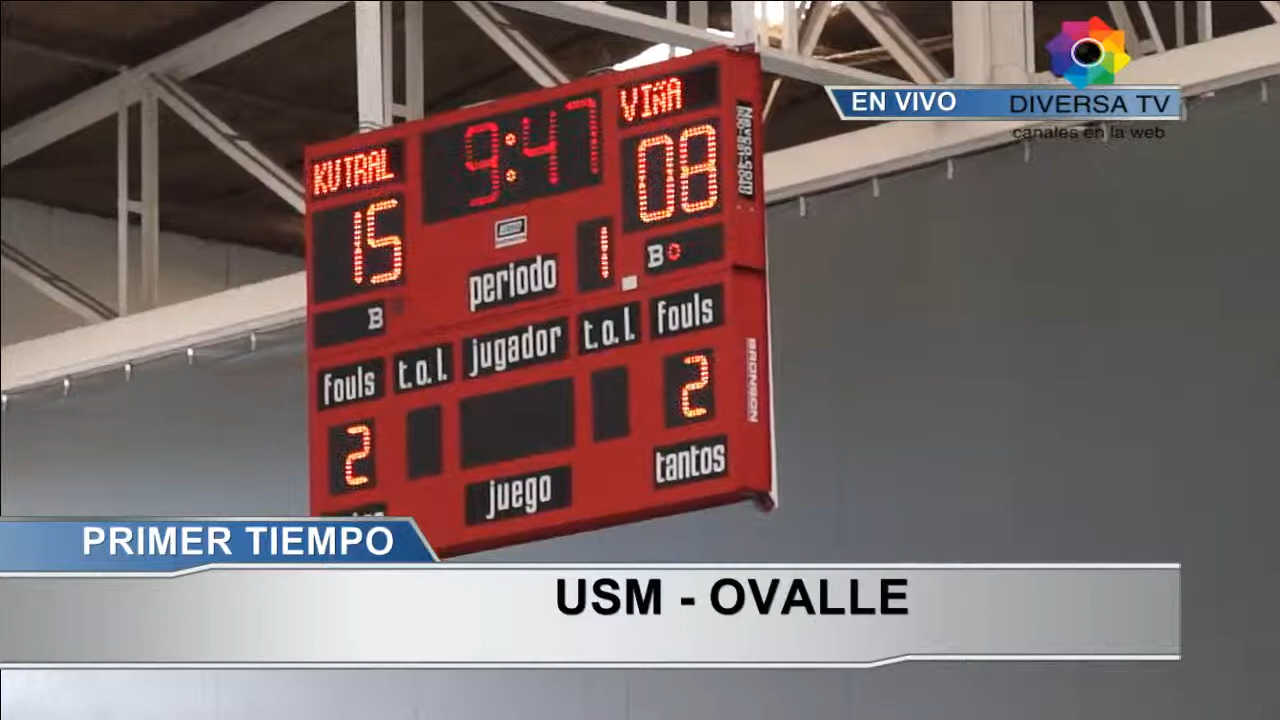 EN VIVO
DIVERSA TV
canales en la web
KUTRAL
9:47
VIÑA
15
08
periodo
1
B
B
fouls
t.o.l.
jugador
t.o.l.
fouls
2
2
juego
tantos
BRONSON
PRIMER TIEMPO
USM - OVALLE